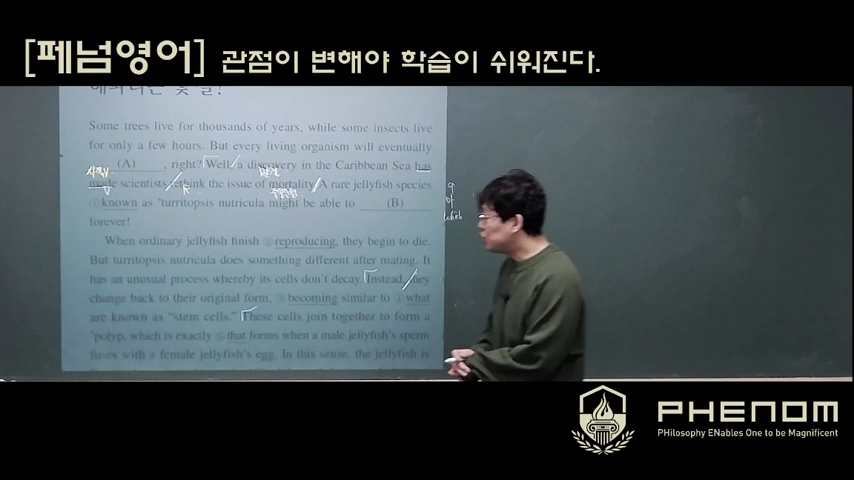 [페넘영어] 관점이 변해야 학습이 쉬워진다.
Some trees live for thousands of years, while some insects live
for only a few hours. But every living organism will eventually
(A) , right? Well, a discovery in the Caribbean Sea has
made scientists rethink the issue of mortality. A rare jellyfish species
①known as *turritopsis nutricula might be able to (B)
forever!
When ordinary jellyfish finish ②reproducing, they begin to die.
But turritopsis nutricula does something different after mating. It
has an unusual process whereby its cells don't decay. Instead, they
change back to their original form, ③becoming similar to ④what
are known as "stem cells." These cells join together to form a
*polyp, which is exactly ⑤that forms when a male jellyfish's sperm
fuses with a female jellyfish's egg. In this sense, the jellyfish is
PHENOM
PHilosophy ENables One to be Magnificent